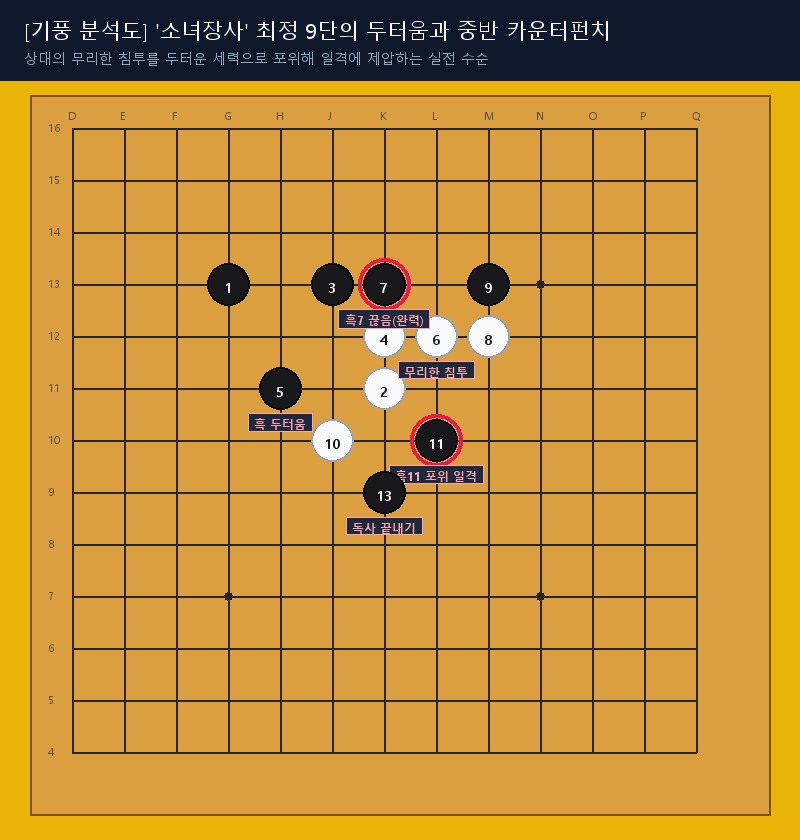 [기풍 분석도] '소녀장사' 최정 9단의 두터움과 중반 카운터펀치
상대의 무리한 침투를 두터운 세력으로 포위해 일격에 제압하는 실전 수순
D E F G H J K L M N O P Q
16
15
14
13
1 3 7 9
흑7 끊음(완력)
12
4 6 8
무리한 침투
11
5 2
흑 두터움
10
10 11
흑11 포위 일격
9
13
독사 끝내기
8
7
6
5
4